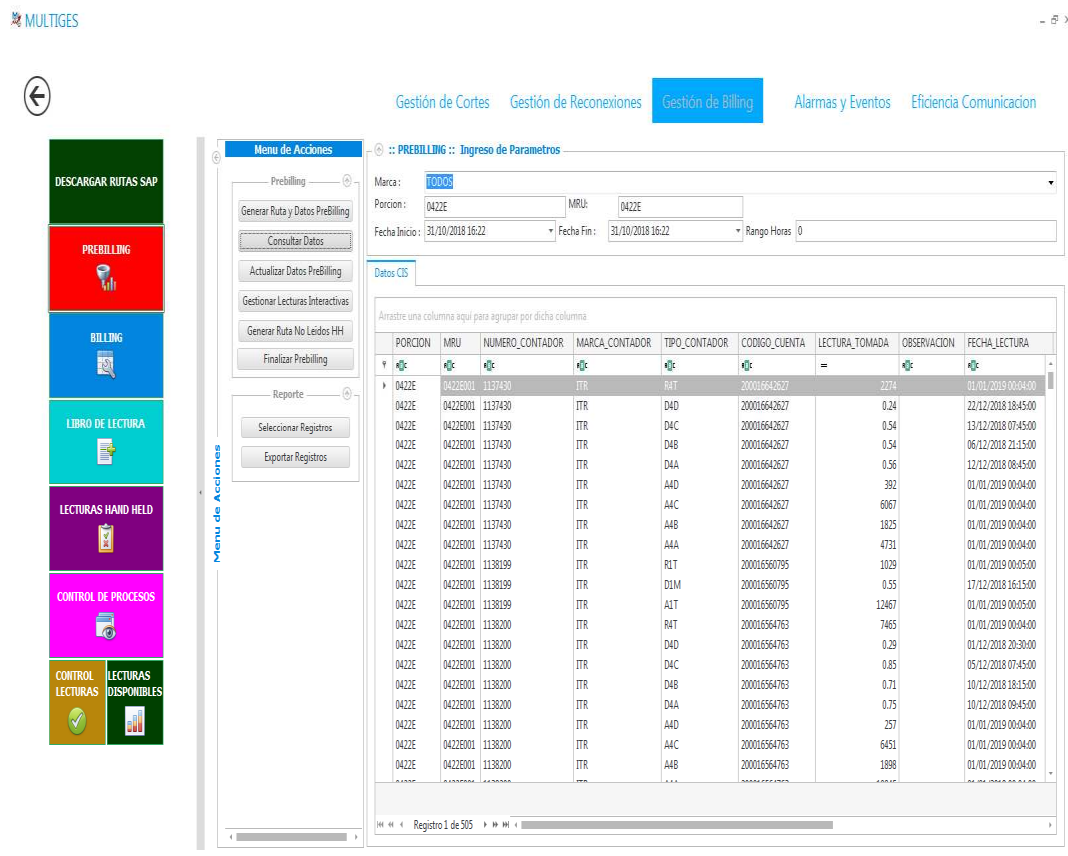 MULTIGES
Gestión de Cortes Gestión de Reconexiones Gestión de Billing Alarmas y Eventos Eficiencia Comunicacion
DESCARGAR RUTAS SAP
PREBILLING
BILLING
LIBRO DE LECTURA
LECTURAS HAND HELD
CONTROL DE PROCESOS
CONTROL LECTURAS
LECTURAS DISPONIBLES
Menu de Acciones
Menu de Acciones
Prebilling
Generar Ruta y Datos PreBilling
Consultar Datos
Actualizar Datos PreBilling
Gestionar Lecturas Interactivas
Generar Ruta No Leidos HH
Finalizar Prebilling
Reporte
Seleccionar Registros
Exportar Registros
:: PREBILLING :: Ingreso de Parametros
Marca : TODOS
Porcion : 0422E MRU: 0422E
Fecha Inicio : 31/10/2018 16:22 Fecha Fin : 31/10/2018 16:22 Rango Horas 0
Datos CIS
Arrastre una columna aquí para agrupar por dicha columna
PORCION MRU NUMERO_CONTADOR MARCA_CONTADOR TIPO_CONTADOR CODIGO_CUENTA LECTURA_TOMADA OBSERVACION FECHA_LECTURA
=
0422E 0422E001 1137430 ITR R4T 200016642627 2274 01/01/2019 00:04:00
0422E 0422E001 1137430 ITR D4D 200016642627 0.24 22/12/2018 18:45:00
0422E 0422E001 1137430 ITR D4C 200016642627 0.54 13/12/2018 07:45:00
0422E 0422E001 1137430 ITR D4B 200016642627 0.54 06/12/2018 21:15:00
0422E 0422E001 1137430 ITR D4A 200016642627 0.56 12/12/2018 08:45:00
0422E 0422E001 1137430 ITR A4D 200016642627 392 01/01/2019 00:04:00
0422E 0422E001 1137430 ITR A4C 200016642627 6067 01/01/2019 00:04:00
0422E 0422E001 1137430 ITR A4B 200016642627 1825 01/01/2019 00:04:00
0422E 0422E001 1137430 ITR A4A 200016642627 4731 01/01/2019 00:04:00
0422E 0422E001 1138199 ITR R1T 200016560795 1029 01/01/2019 00:05:00
0422E 0422E001 1138199 ITR D1M 200016560795 0.55 17/12/2018 16:15:00
0422E 0422E001 1138199 ITR A1T 200016560795 12467 01/01/2019 00:05:00
0422E 0422E001 1138200 ITR R4T 200016564763 7465 01/01/2019 00:04:00
0422E 0422E001 1138200 ITR D4D 200016564763 0.29 01/12/2018 20:30:00
0422E 0422E001 1138200 ITR D4C 200016564763 0.85 05/12/2018 07:45:00
0422E 0422E001 1138200 ITR D4B 200016564763 0.71 10/12/2018 18:15:00
0422E 0422E001 1138200 ITR D4A 200016564763 0.75 10/12/2018 09:45:00
0422E 0422E001 1138200 ITR A4D 200016564763 257 01/01/2019 00:04:00
0422E 0422E001 1138200 ITR A4C 200016564763 6451 01/01/2019 00:04:00
0422E 0422E001 1138200 ITR A4B 200016564763 1898 01/01/2019 00:04:00
Registro 1 de 505